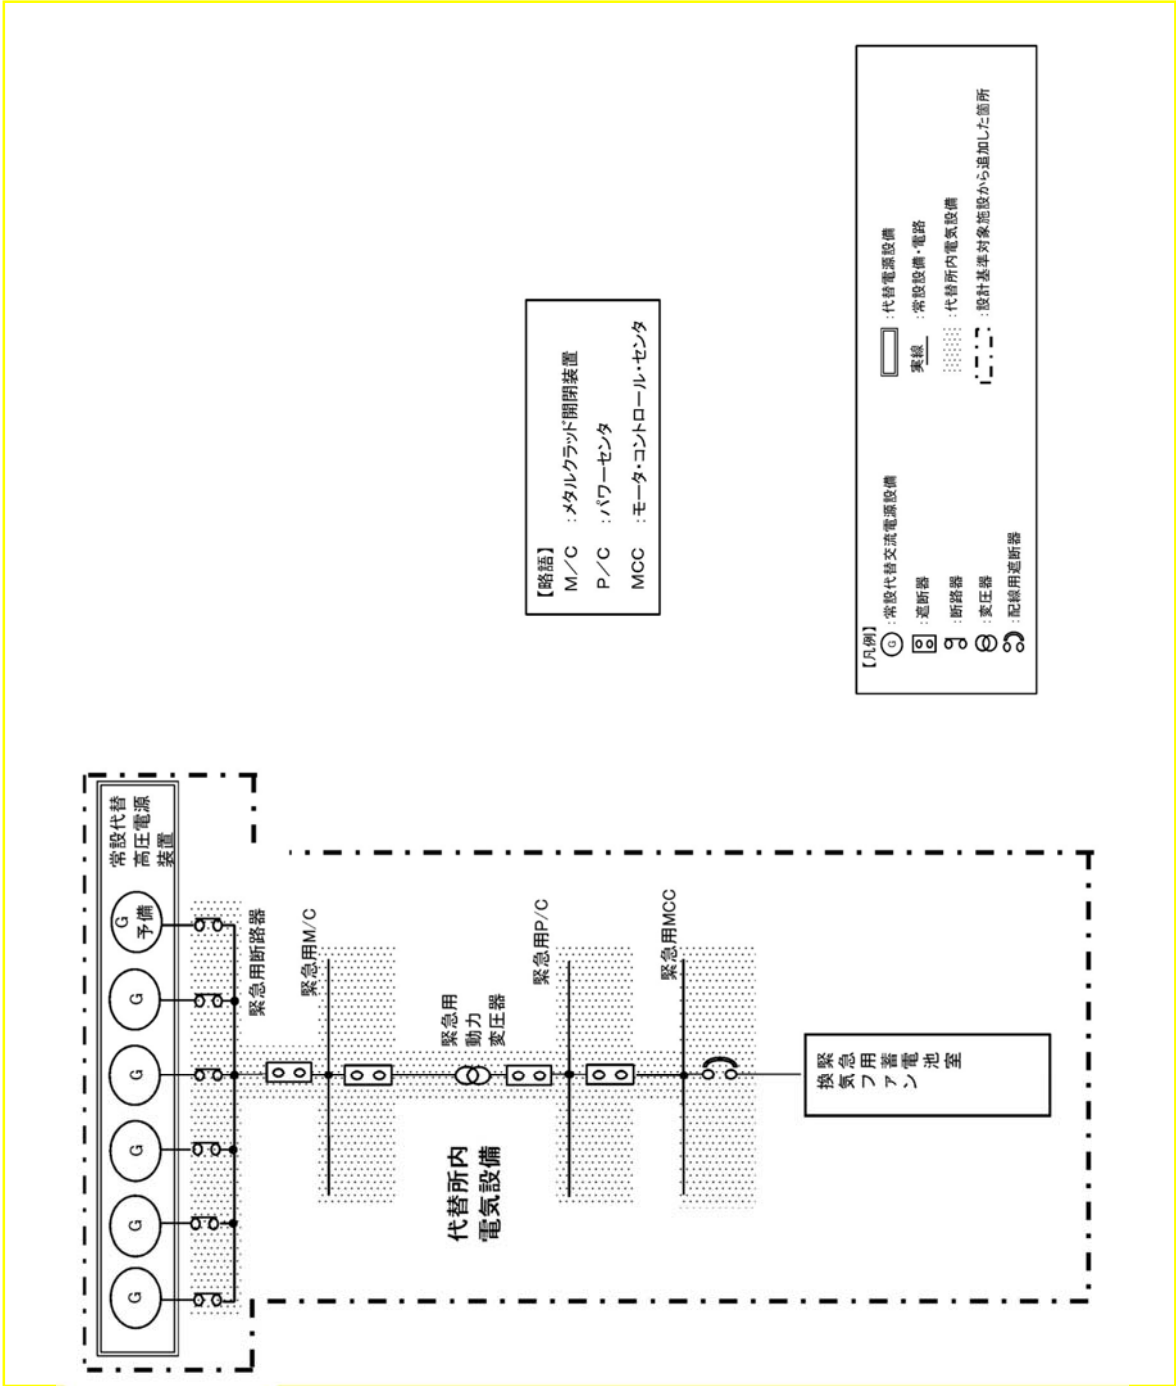 常設代替
高圧電源
装置
G
予備
G
G
G
G
G
緊急用断路器
緊急用M/C
緊急用
動力
変圧器
緊急用P/C
緊急用MCC
代替所内
電気設備
緊急用蓄電池室
換気ファン
【略語】
M/C :メタルクラッド開閉装置
P/C :パワーセンタ
MCC :モータ・コントロール・センタ
【凡例】
G :常設代替交流電源設備
:遮断器
:断路器
:変圧器
:配線用遮断器
:代替電源設備
実線 :常設設備・電路
:代替所内電気設備
:設計基準対象施設から追加した箇所